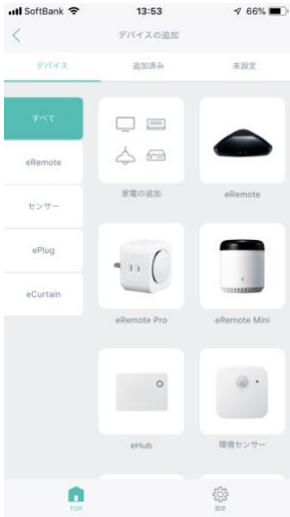 SoftBank 13:53 66%
デバイスの追加
デバイス 追加済み 未設定
すべて
eRemote
センサー
ePlug
eCurtain
家電の追加 eRemote
eRemote Pro eRemote Mini
eHub 環境センサー
TOP 設定